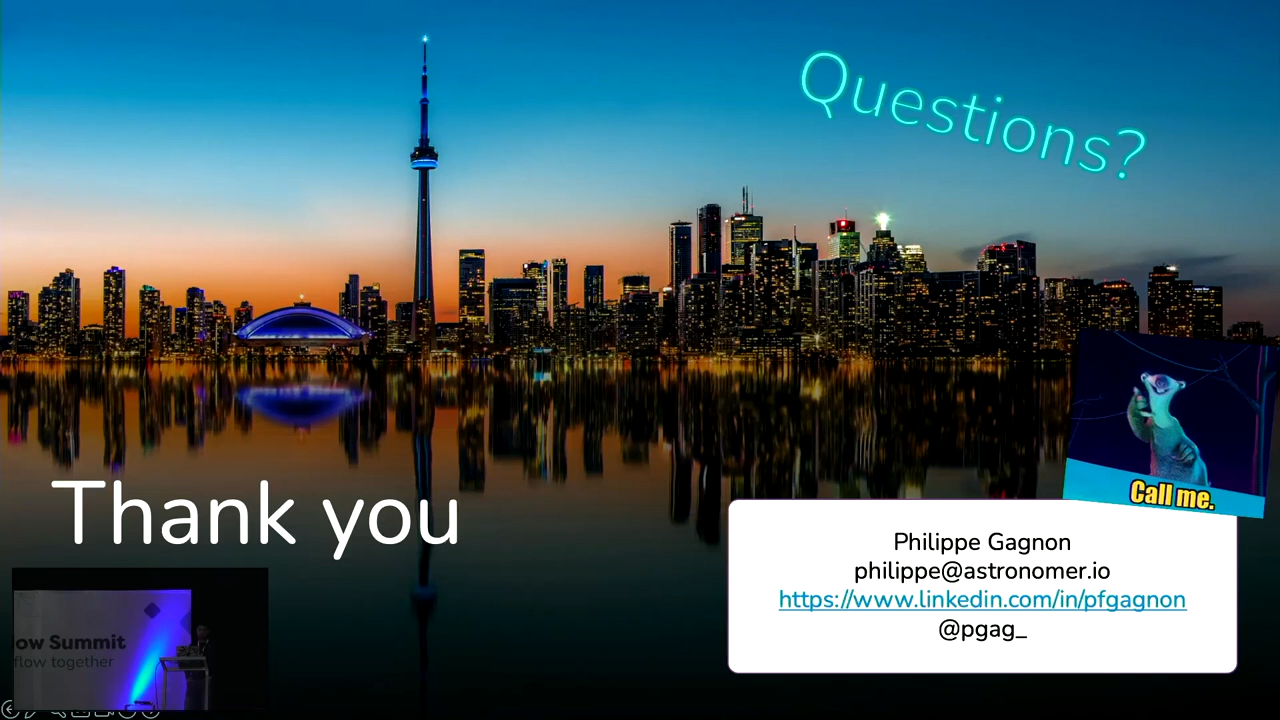 Questions?
Thank you
Call me.
Philippe Gagnon
philippe@astronomer.io
https://www.linkedin.com/in/pfgagnon
@pgag_
ow Summit
flow together